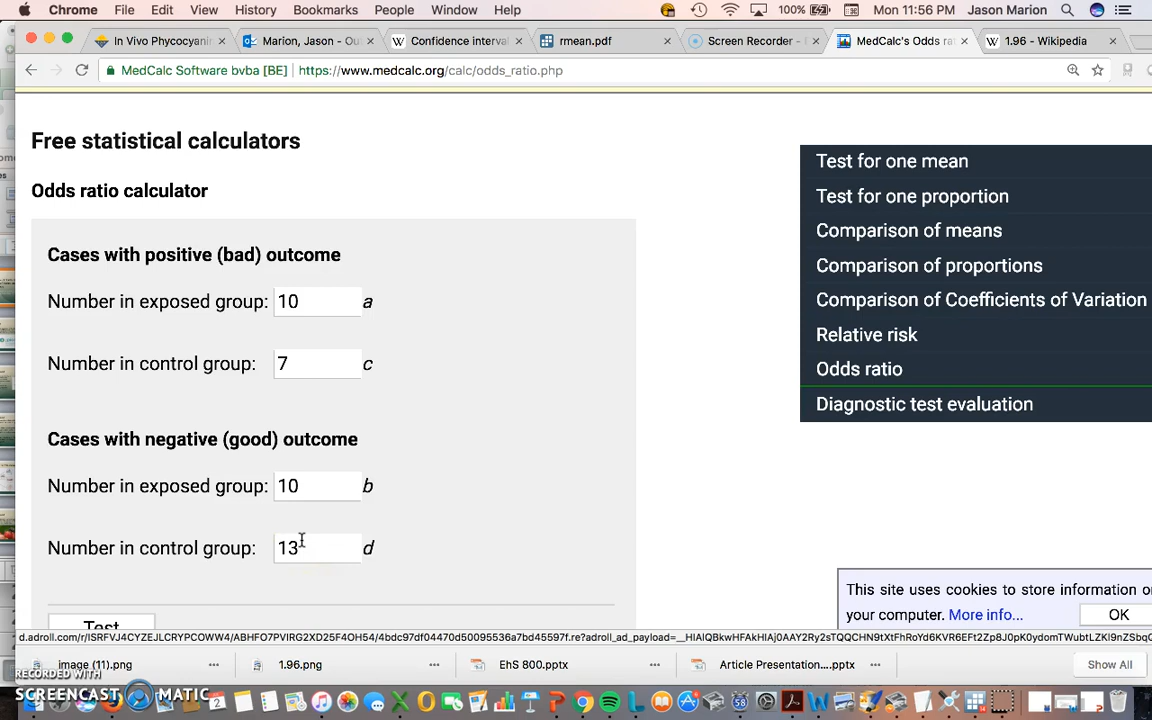 Chrome File Edit View History Bookmarks People Window Help 100% Mon 11:56 PM Jason Marion
In Vivo Phycocyanin Marion, Jason - Ou Confidence interva rmean.pdf Screen Recorder - MedCalc's Odds ra 1.96 - Wikipedia
MedCalc Software bvba [BE] https://www.medcalc.org/calc/odds_ratio.php
Free statistical calculators
Odds ratio calculator
Cases with positive (bad) outcome
Number in exposed group: 10 a
Number in control group: 7 c
Cases with negative (good) outcome
Number in exposed group: 10 b
Number in control group: 13 d
Test
Test for one mean
Test for one proportion
Comparison of means
Comparison of proportions
Comparison of Coefficients of Variation
Relative risk
Odds ratio
Diagnostic test evaluation
This site uses cookies to store information o
your computer. More info... OK
image (11).png 1.96.png EhS 800.pptx Article Presentation....pptx Show All
RECORDED WITH
SCREENCAST MATIC